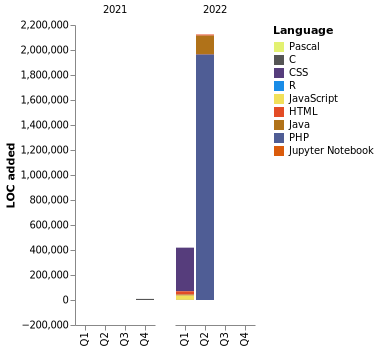 2021 2022
Language
Pascal
C
CSS
R
JavaScript
HTML
Java
PHP
Jupyter Notebook
LOC added
2,200,000
2,000,000
1,800,000
1,600,000
1,400,000
1,200,000
1,000,000
800,000
600,000
400,000
200,000
0
−200,000
Q1 Q2 Q3 Q4 Q1 Q2 Q3 Q4